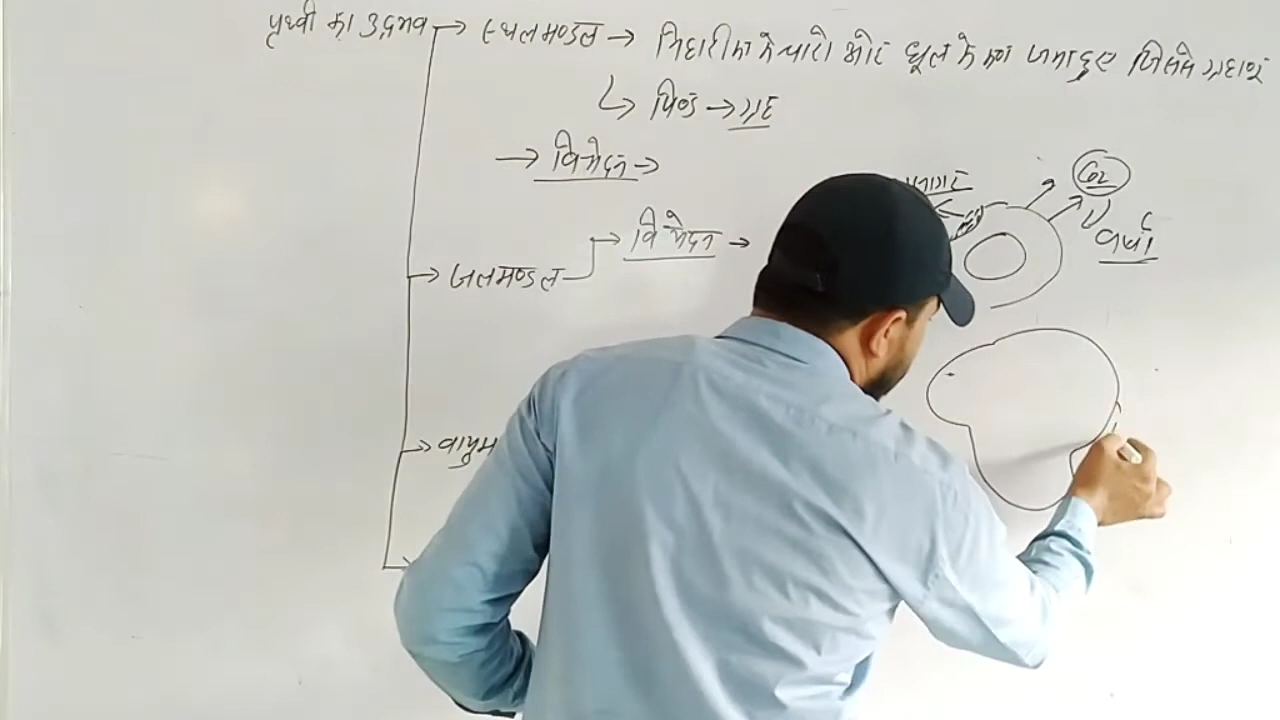 पृथ्वी का उद्भव → स्थलमण्डल → निहारिका के चारो ओर धूल के कण जमा हुए जिससे ग्रहाणु
↳ पिण्ड → ग्रह
→ विभेदन →
CO2
जलमण्डल → विभेदन → वर्षा
वायुम